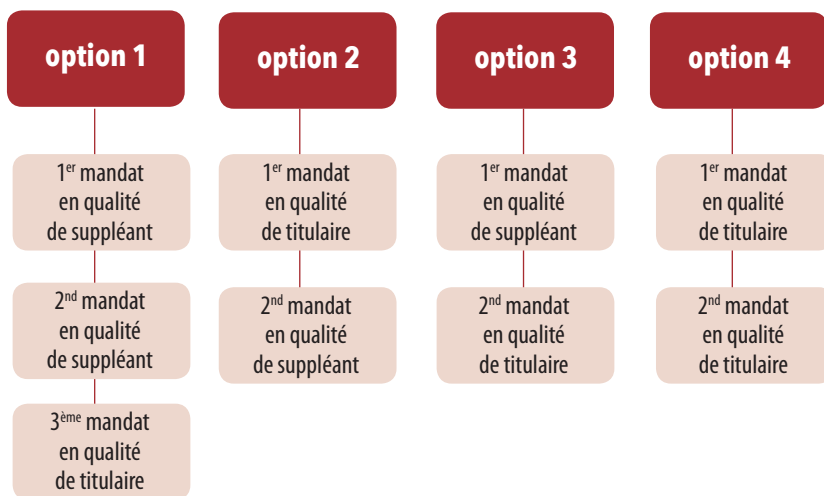 option 1
1er mandat
en qualité
de suppléant
2nd mandat
en qualité
de suppléant
3ème mandat
en qualité
de titulaire
option 2
1er mandat
en qualité
de titulaire
2nd mandat
en qualité
de suppléant
option 3
1er mandat
en qualité
de suppléant
2nd mandat
en qualité
de titulaire
option 4
1er mandat
en qualité
de titulaire
2nd mandat
en qualité
de titulaire